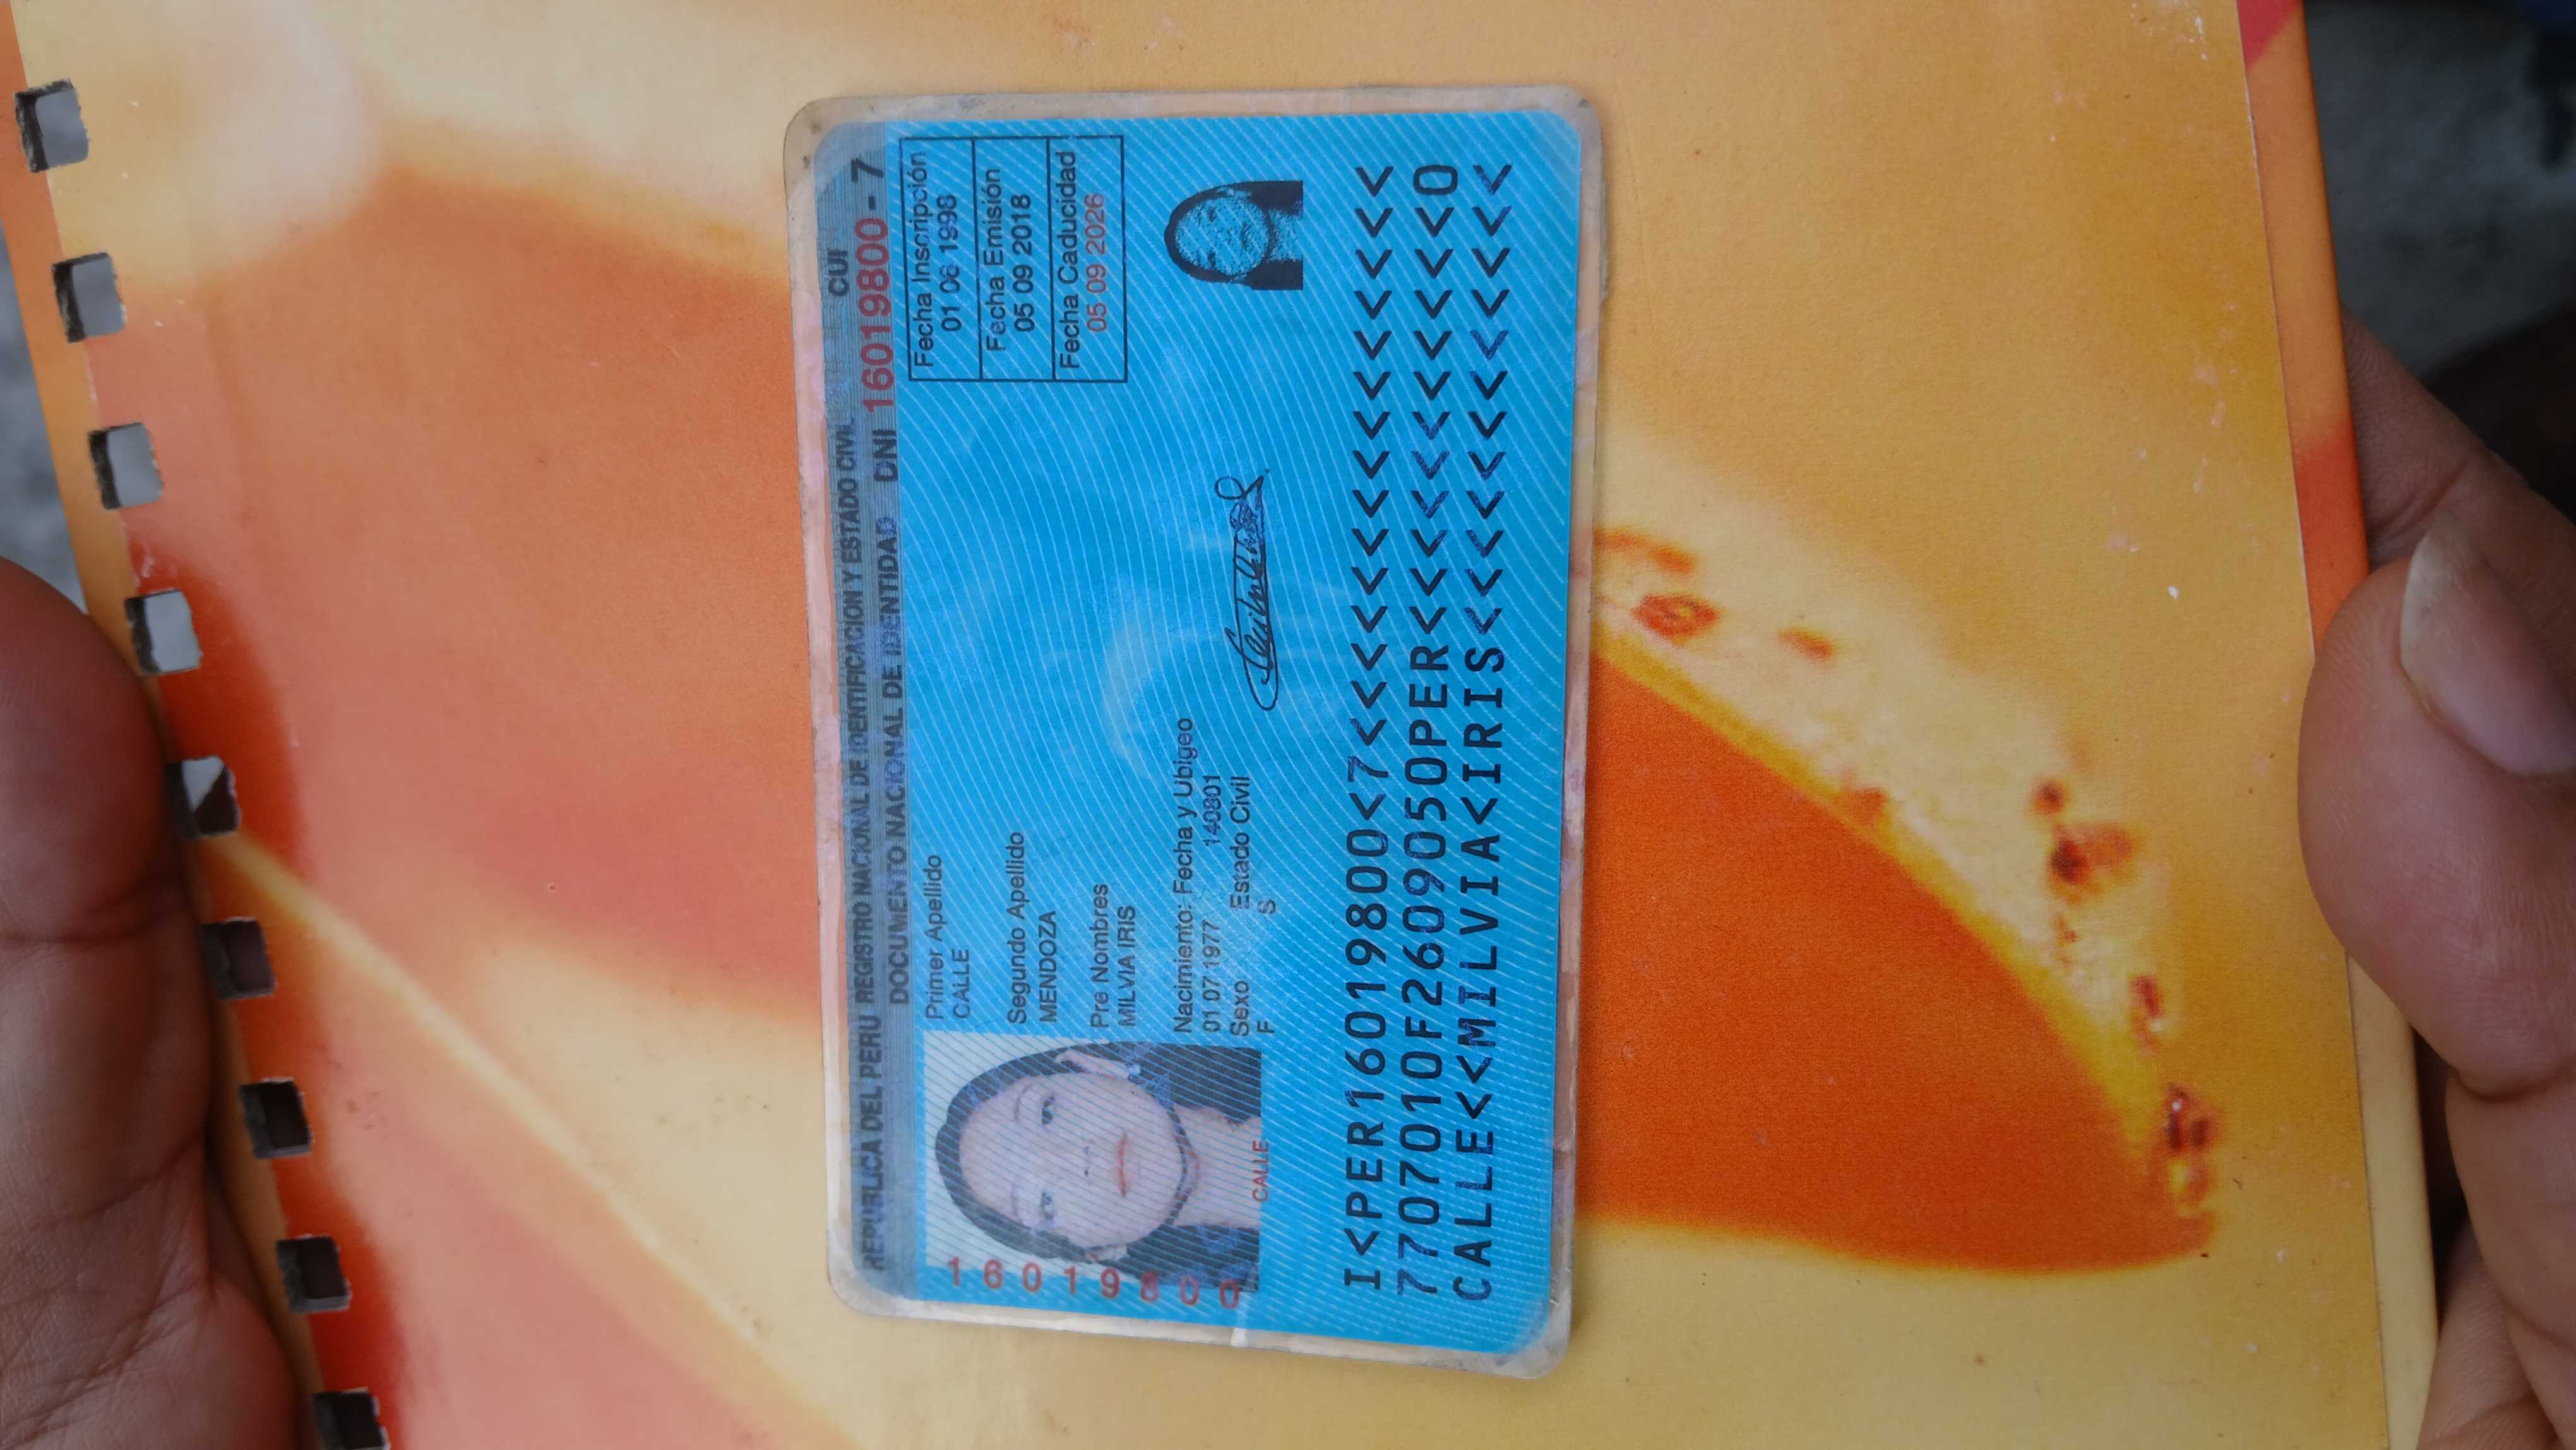 REPUBLICA DEL PERU REGISTRO NACIONAL DE IDENTIFICACION Y ESTADO CIVIL CUI
DOCUMENTO NACIONAL DE IDENTIDAD DNI 16019800 - 7
Primer Apellido
CALLE
Segundo Apellido
MENDOZA
Pre Nombres
MILVIA IRIS
Nacimiento: Fecha y Ubigeo
01 07 1977 140801
Sexo Estado Civil
F S
Fecha Inscripción
01 06 1998
Fecha Emisión
05 09 2018
Fecha Caducidad
05 09 2026
16019800
CALLE
I<PER16019800<7<<<<<<<<<<<<<<<
7707010F2609050PER<<<<<<<<<<<0
CALLE<<MILVIA<IRIS<<<<<<<<<<<<